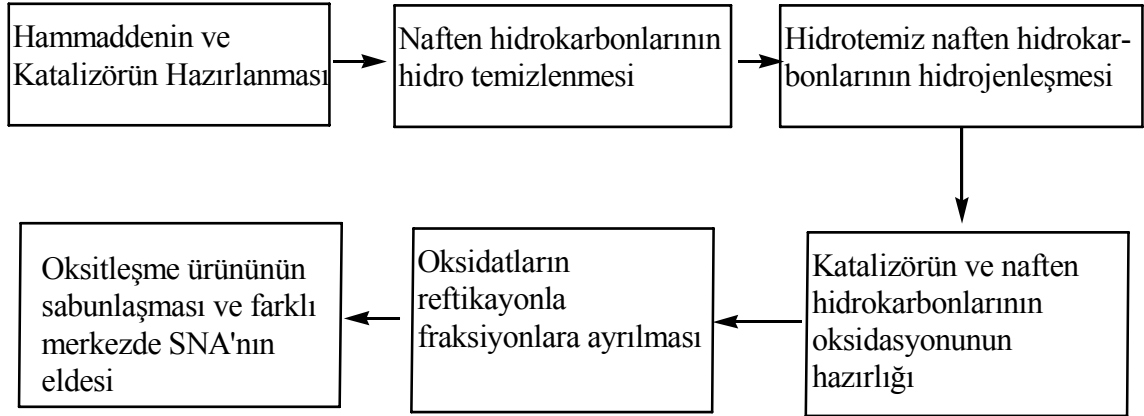 Hammaddenin ve
Katalizörün Hazırlanması
Naften hidrokarbonlarının
hidro temizlenmesi
Hidrotemiz naften hidrokar-
bonlarının hidrojenleşmesi
Katalizörün ve naften
hidrokarbonlarının
oksidasyonunun
hazırlığı
Oksidatların
reftikayonla
fraksiyonlara ayrılması
Oksitleşme ürününün
sabunlaşması ve farklı
merkezde SNA'nın
eldesi